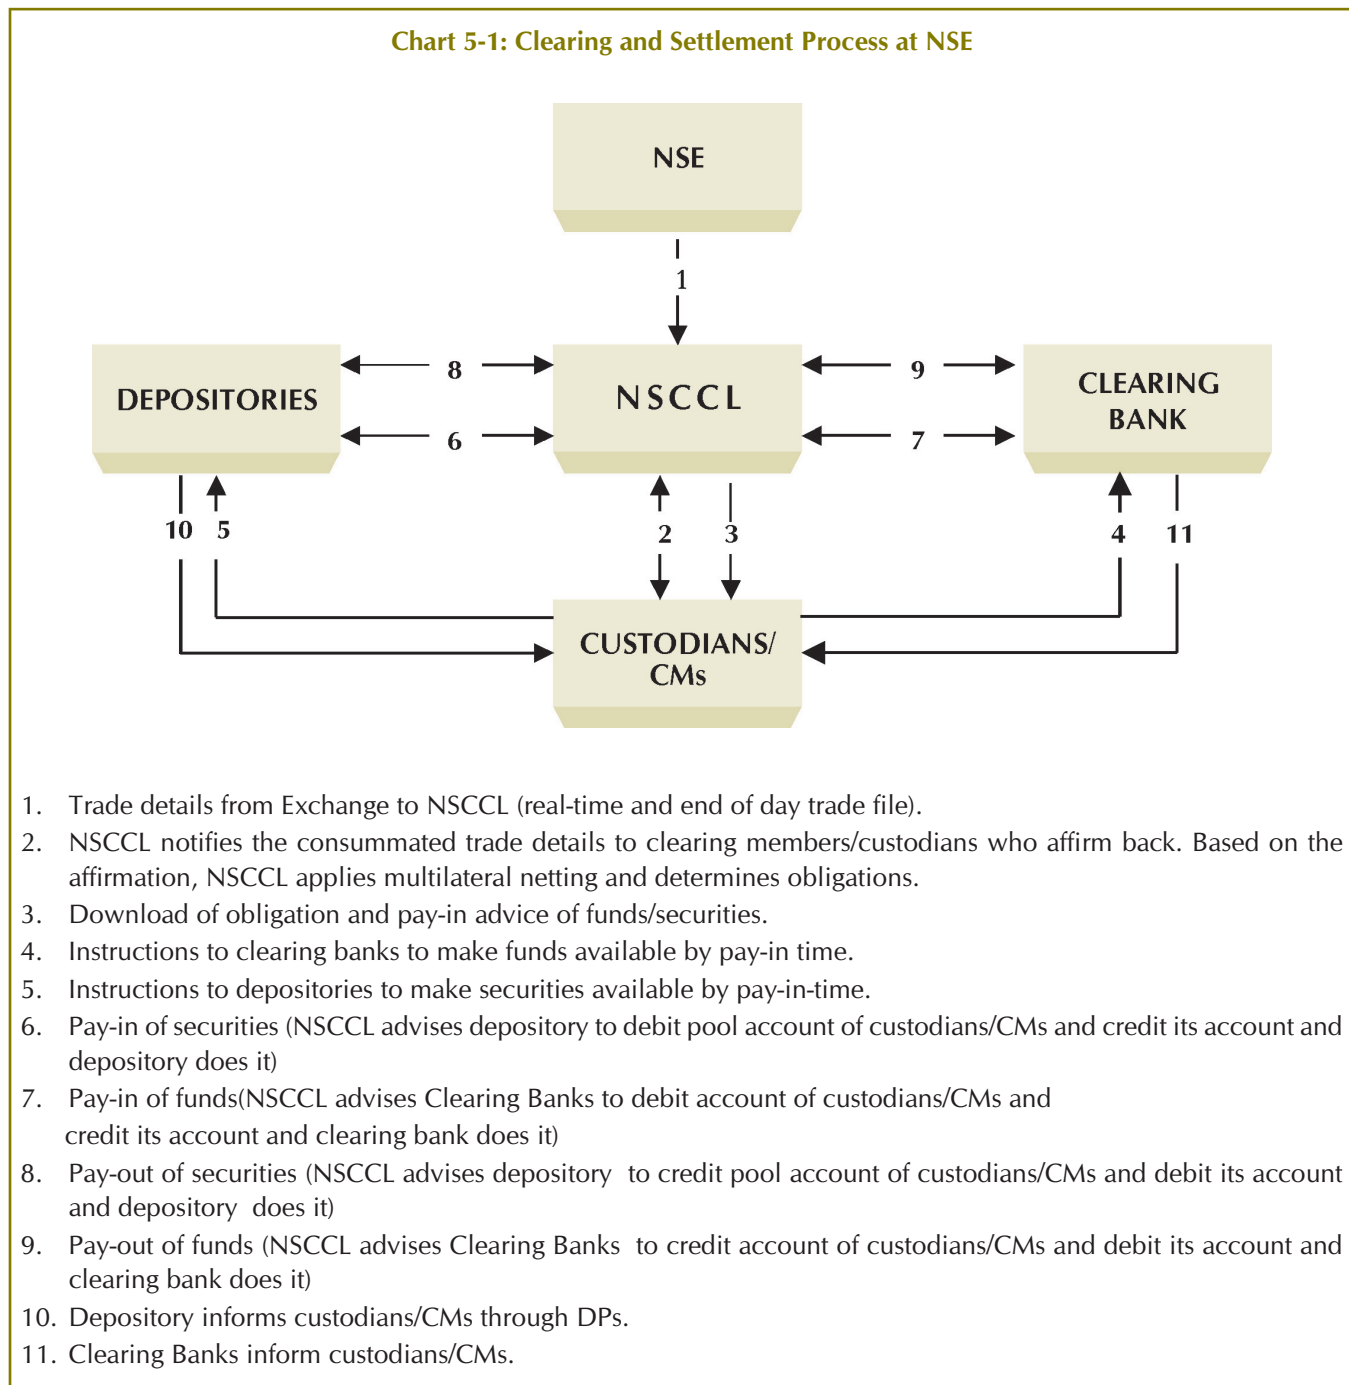 Chart 5-1: Clearing and Settlement Process at NSE
NSE
1
DEPOSITORIES
8
6
NSCCL
9
7
CLEARING
BANK
10
5
2
3
4
11
CUSTODIANS/
CMs
1. Trade details from Exchange to NSCCL (real-time and end of day trade file).
2. NSCCL notifies the consummated trade details to clearing members/custodians who affirm back. Based on the
affirmation, NSCCL applies multilateral netting and determines obligations.
3. Download of obligation and pay-in advice of funds/securities.
4. Instructions to clearing banks to make funds available by pay-in time.
5. Instructions to depositories to make securities available by pay-in-time.
6. Pay-in of securities (NSCCL advises depository to debit pool account of custodians/CMs and credit its account and
depository does it)
7. Pay-in of funds(NSCCL advises Clearing Banks to debit account of custodians/CMs and
credit its account and clearing bank does it)
8. Pay-out of securities (NSCCL advises depository to credit pool account of custodians/CMs and debit its account
and depository does it)
9. Pay-out of funds (NSCCL advises Clearing Banks to credit account of custodians/CMs and debit its account and
clearing bank does it)
10. Depository informs custodians/CMs through DPs.
11. Clearing Banks inform custodians/CMs.